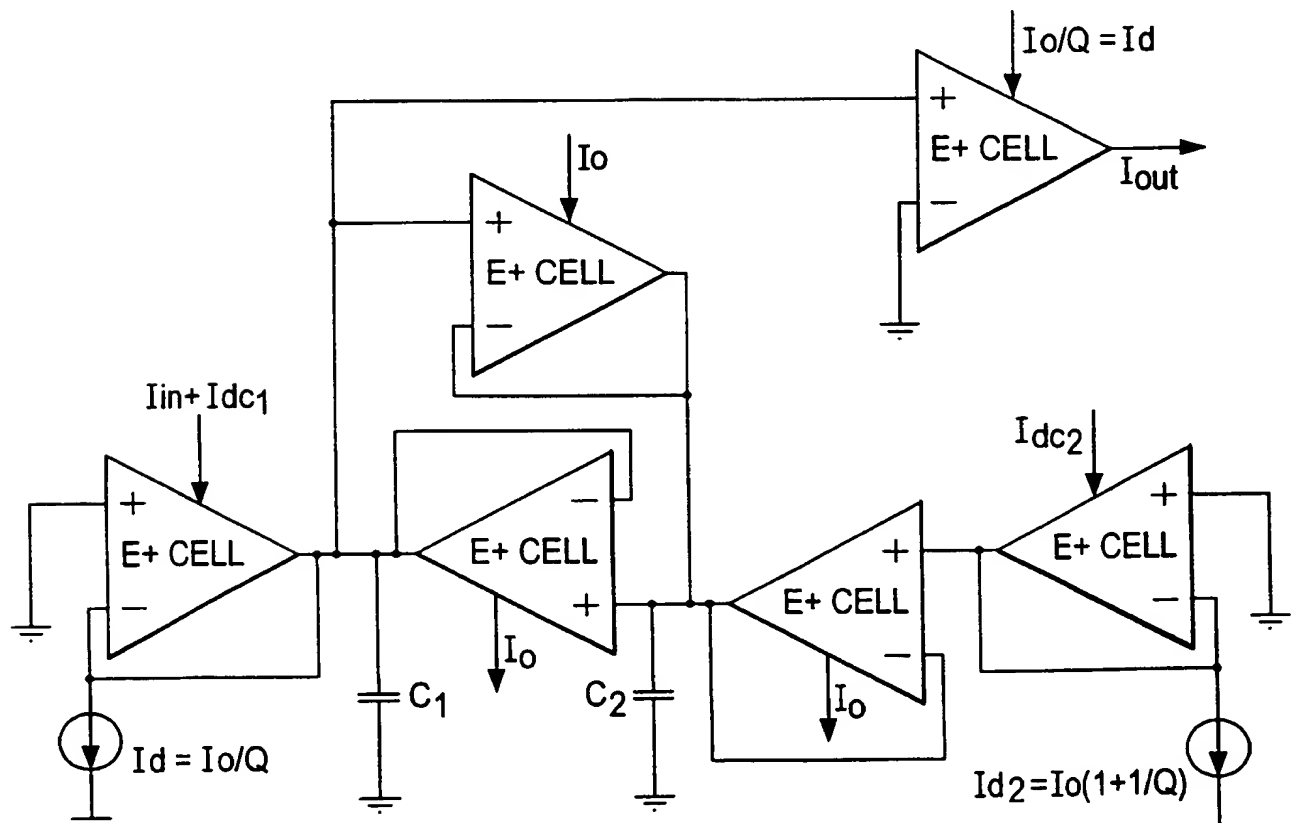 Io/Q = Id
+
E+ CELL
−
Iout
Io
+
E+ CELL
−
Iin+ Idc1
+
E+ CELL
−
−
E+ CELL
+
Io
Idc2
+
E+ CELL
−
+
E+ CELL
−
Io
C1
C2
Id = Io/Q
Id2=Io(1+1/Q)